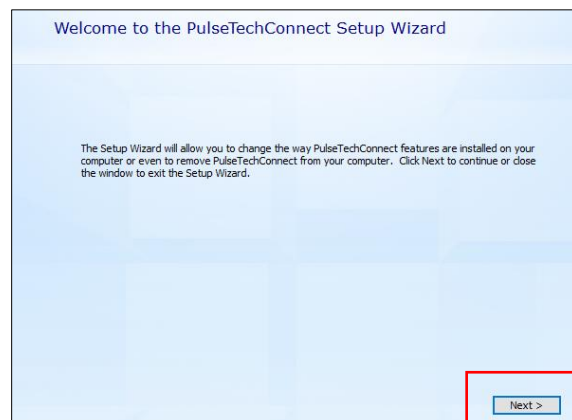 Welcome to the PulseTechConnect Setup Wizard
The Setup Wizard will allow you to change the way PulseTechConnect features are installed on your
computer or even to remove PulseTechConnect from your computer. Click Next to continue or close
the window to exit the Setup Wizard.
Next >